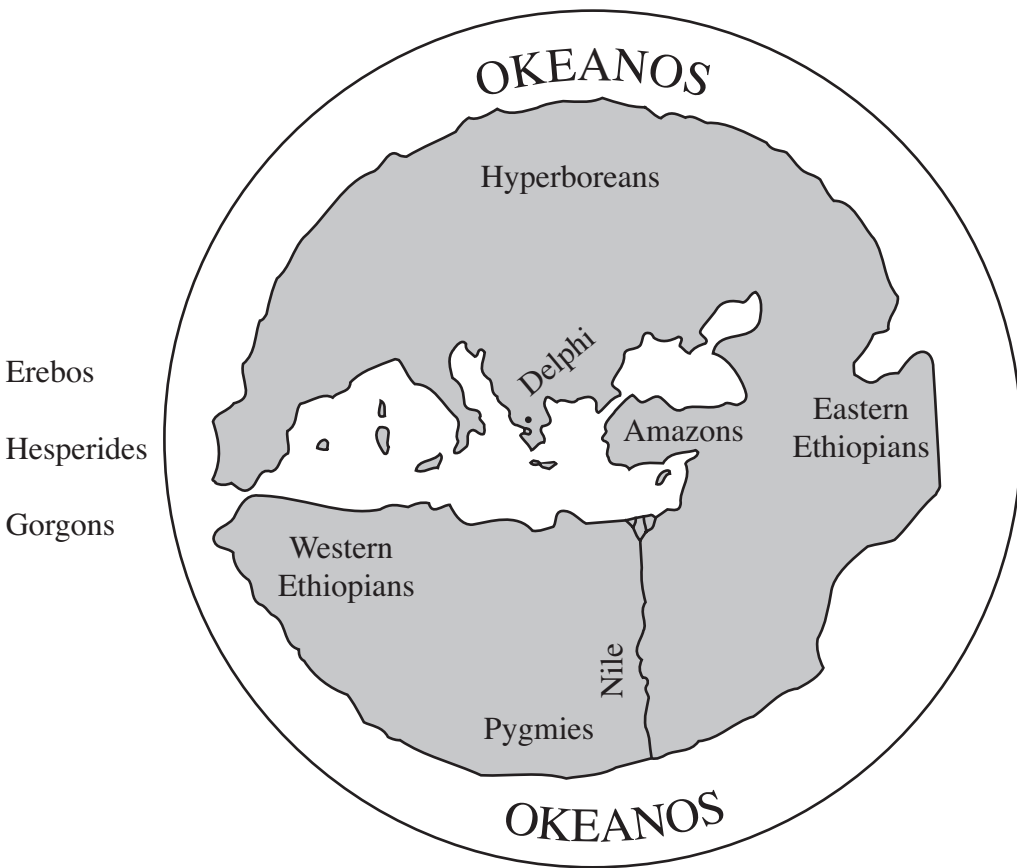 OKEANOS
Hyperboreans
Delphi
Erebos
Eastern
Ethiopians
Amazons
Hesperides
Gorgons
Western
Ethiopians
Nile
Pygmies
OKEANOS